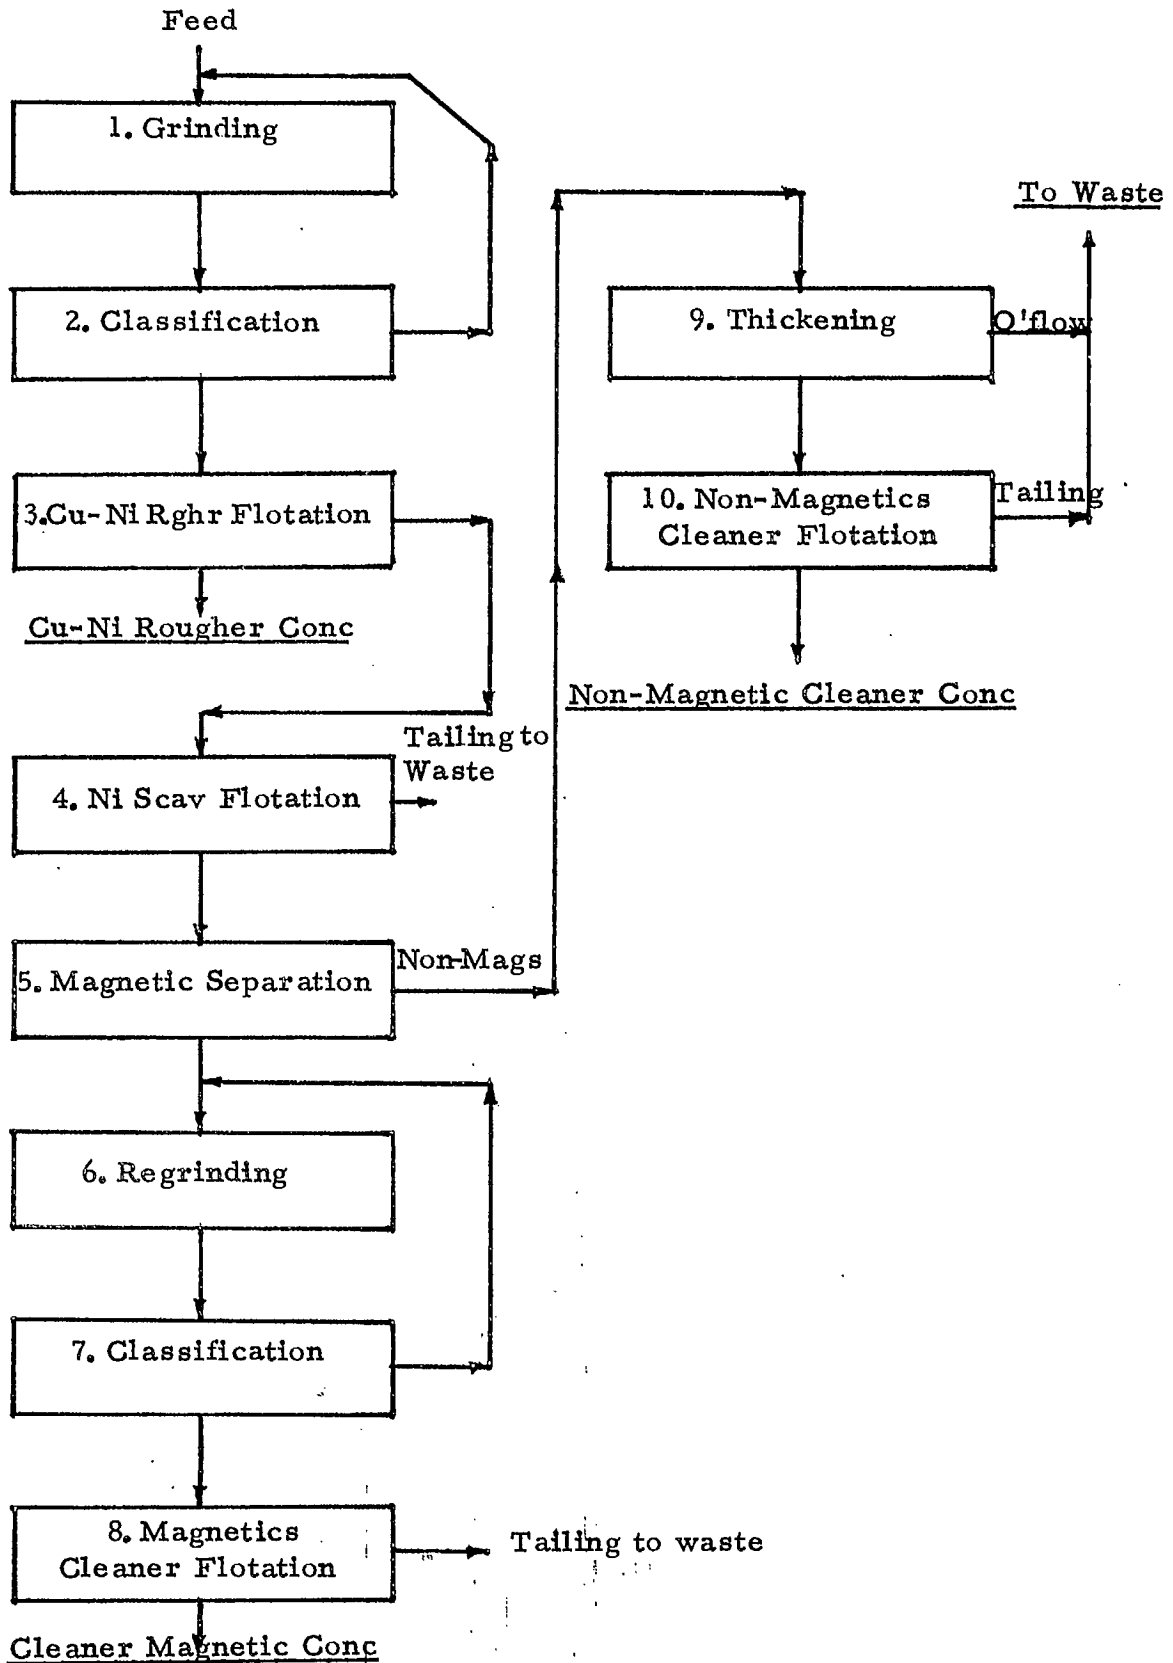 Feed
1. Grinding
2. Classification
3.Cu-Ni Rghr Flotation
Cu-Ni Rougher Conc
Tailing to
Waste
4. Ni Scav Flotation
5. Magnetic Separation
Non-Mags
6. Regrinding
7. Classification
8. Magnetics
Cleaner Flotation
Tailing to waste
Cleaner Magnetic Conc
To Waste
9. Thickening
O'flow
10. Non-Magnetics
Cleaner Flotation
Tailing
Non-Magnetic Cleaner Conc